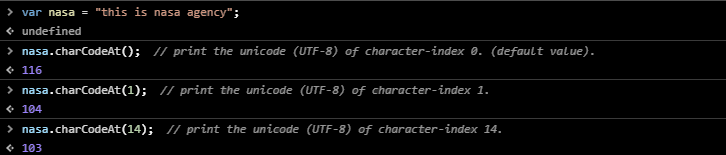 > var nasa = "this is nasa agency";
< undefined
> nasa.charCodeAt();  // print the unicode (UTF-8) of character-index 0. (default value).
< 116
> nasa.charCodeAt(1);  // print the unicode (UTF-8) of character-index 1.
< 104
> nasa.charCodeAt(14);  // print the unicode (UTF-8) of character-index 14.
< 103